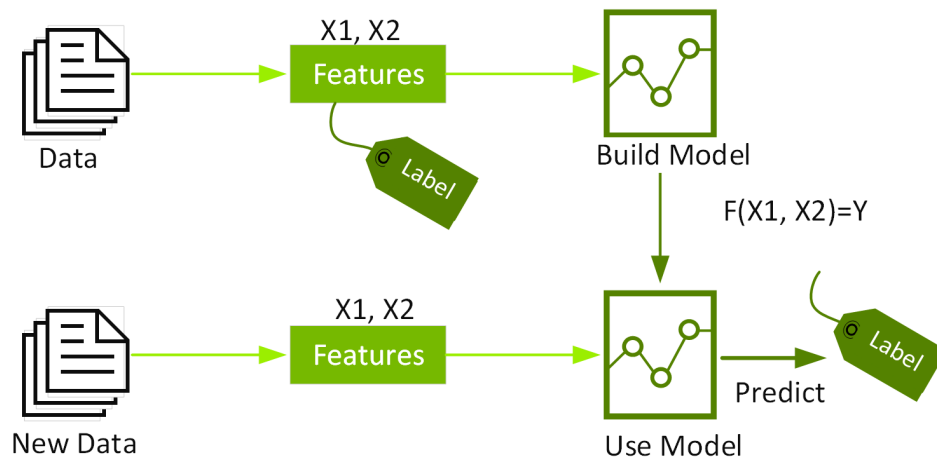 X1, X2
Features
Data
Label
Build Model
F(X1, X2)=Y
X1, X2
Features
Label
Predict
New Data
Use Model